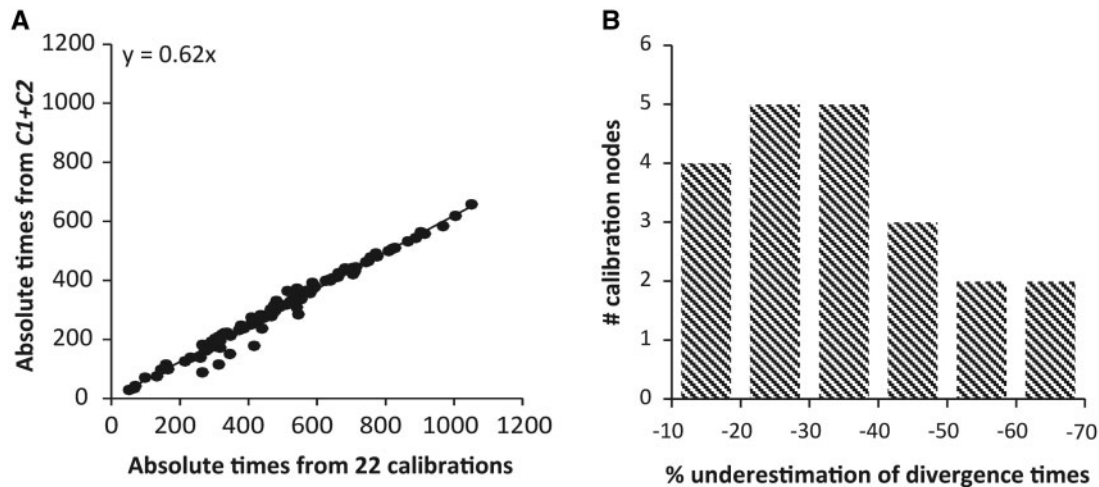 A
y = 0.62x
Absolute times from C1+C2
1200
1000
800
600
400
200
0
0 200 400 600 800 1000 1200
Absolute times from 22 calibrations
B
# calibration nodes
6
5
4
3
2
1
0
-10 -20 -30 -40 -50 -60 -70
% underestimation of divergence times